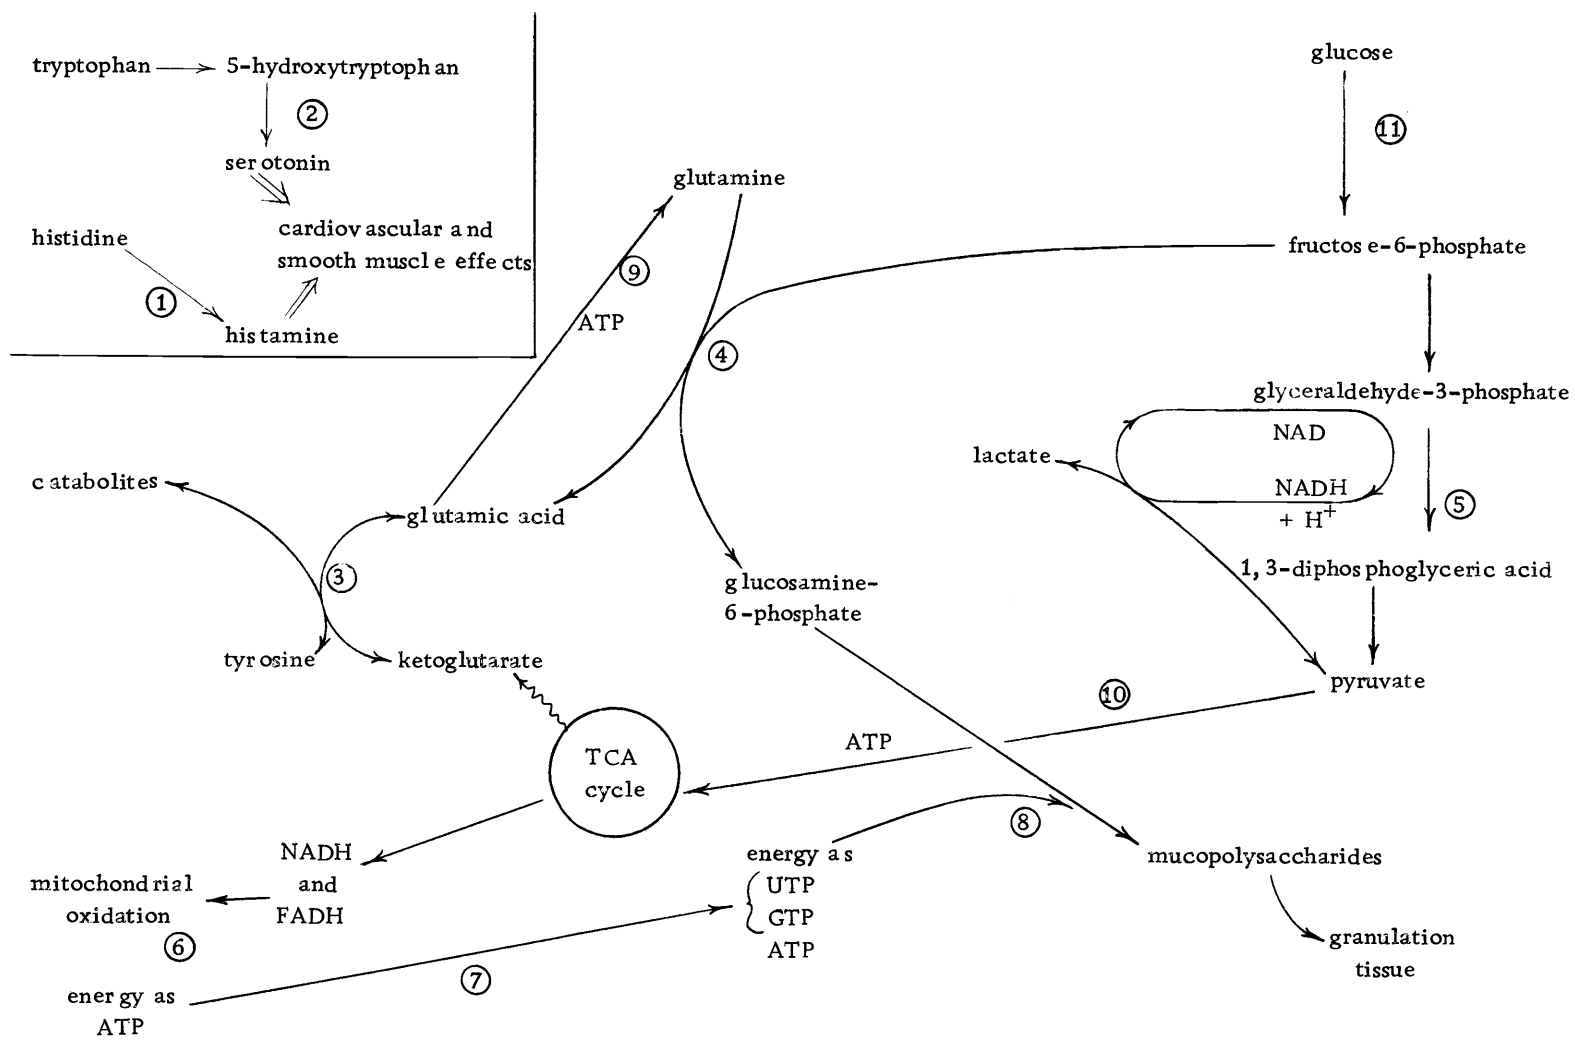 tryptophan → 5-hydroxytryptophan
②
serotonin
cardiovascular and
smooth muscle effects
histidine
①
histamine
glucose
⑪
glutamine
fructose-6-phosphate
⑨
ATP
④
glyceraldehyde-3-phosphate
NAD
lactate
NADH
+ H⁺
⑤
catabolites
glutamic acid
③
1,3-diphosphoglyceric acid
glucosamine-
6-phosphate
tyrosine
ketoglutarate
pyruvate
⑩
ATP
TCA
cycle
⑧
NADH
and
FADH
mitochondrial
oxidation
⑥
energy as
UTP
GTP
ATP
mucopolysaccharides
granulation
tissue
⑦
energy as
ATP